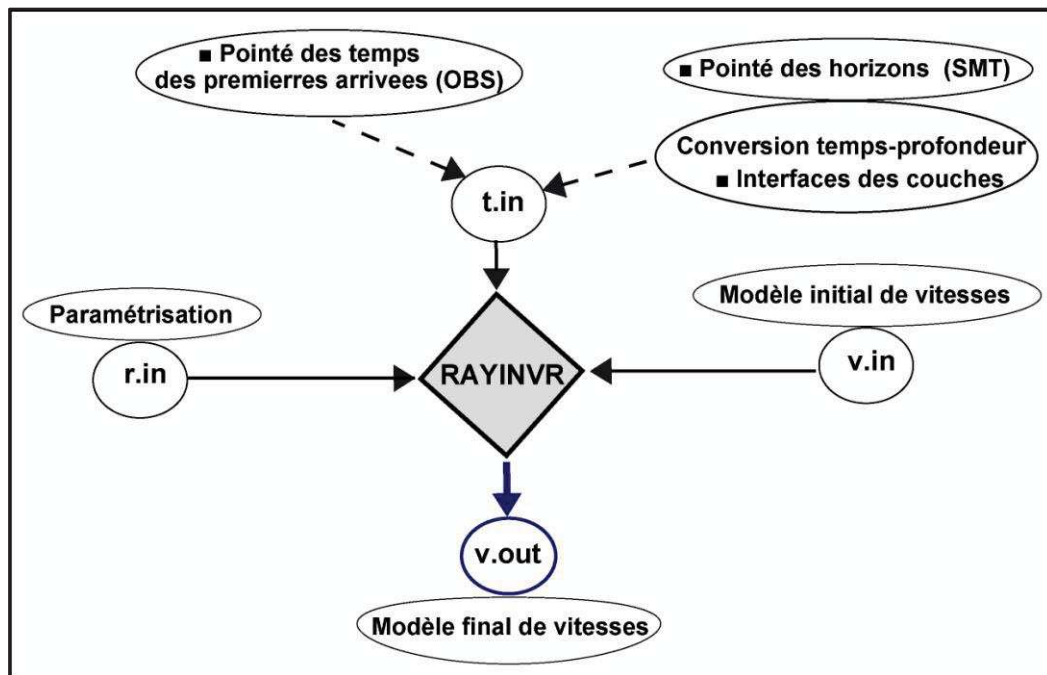 ■ Pointé des temps
des premierres arrivees (OBS)
■ Pointé des horizons (SMT)
Conversion temps-profondeur
■ Interfaces des couches
t.in
Paramétrisation
r.in
RAYINVR
Modèle initial de vitesses
v.in
v.out
Modèle final de vitesses